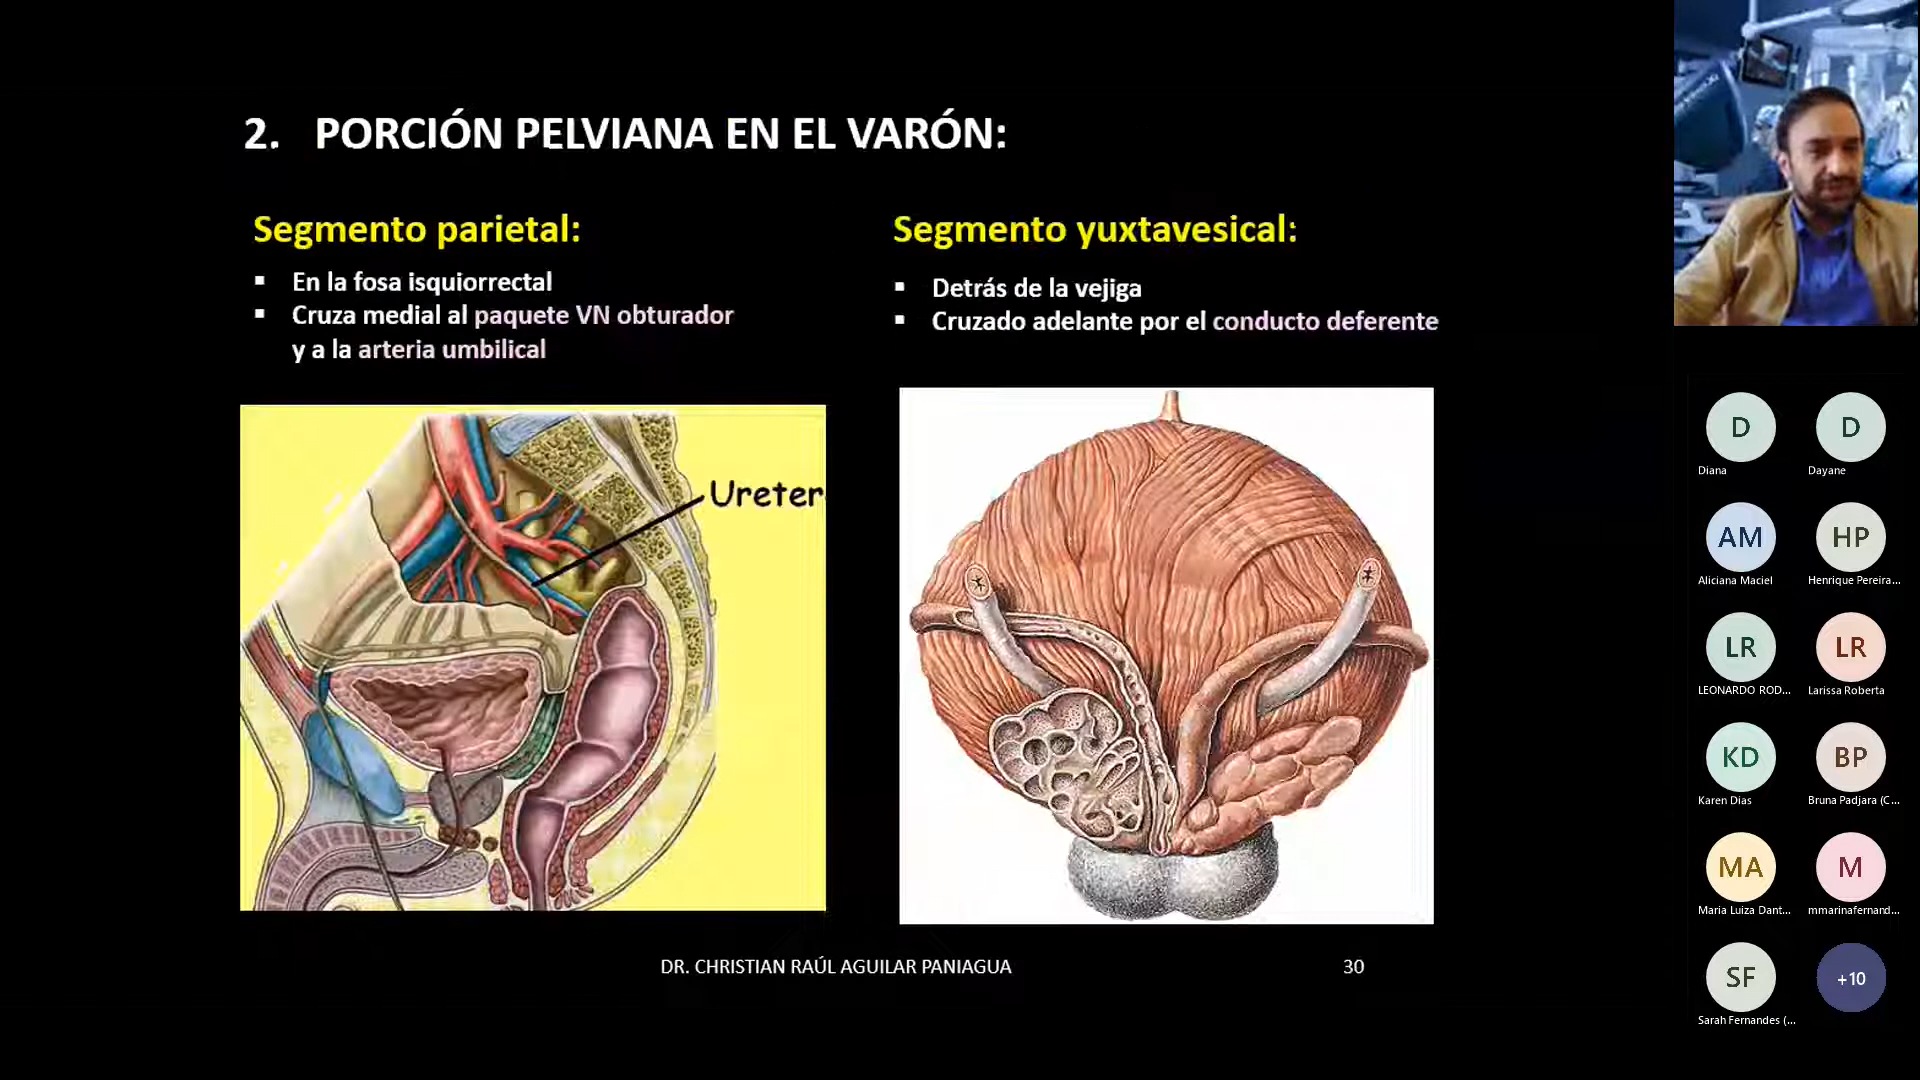 2. PORCIÓN PELVIANA EN EL VARÓN:
Segmento parietal:
▪ En la fosa isquiorrectal
▪ Cruza medial al paquete VN obturador
y a la arteria umbilical
Segmento yuxtavesical:
▪ Detrás de la vejiga
▪ Cruzado adelante por el conducto deferente
Ureter
DR. CHRISTIAN RAÚL AGUILAR PANIAGUA
30
D
Diana
D
Dayane
AM
Aliciana Maciel
HP
Henrique Pereira...
LR
LEONARDO ROD...
LR
Larissa Roberta
KD
Karen Dias
BP
Bruna Padjara (C...
MA
Maria Luiza Dant...
M
mmarinafernand...
SF
Sarah Fernandes (...
+10